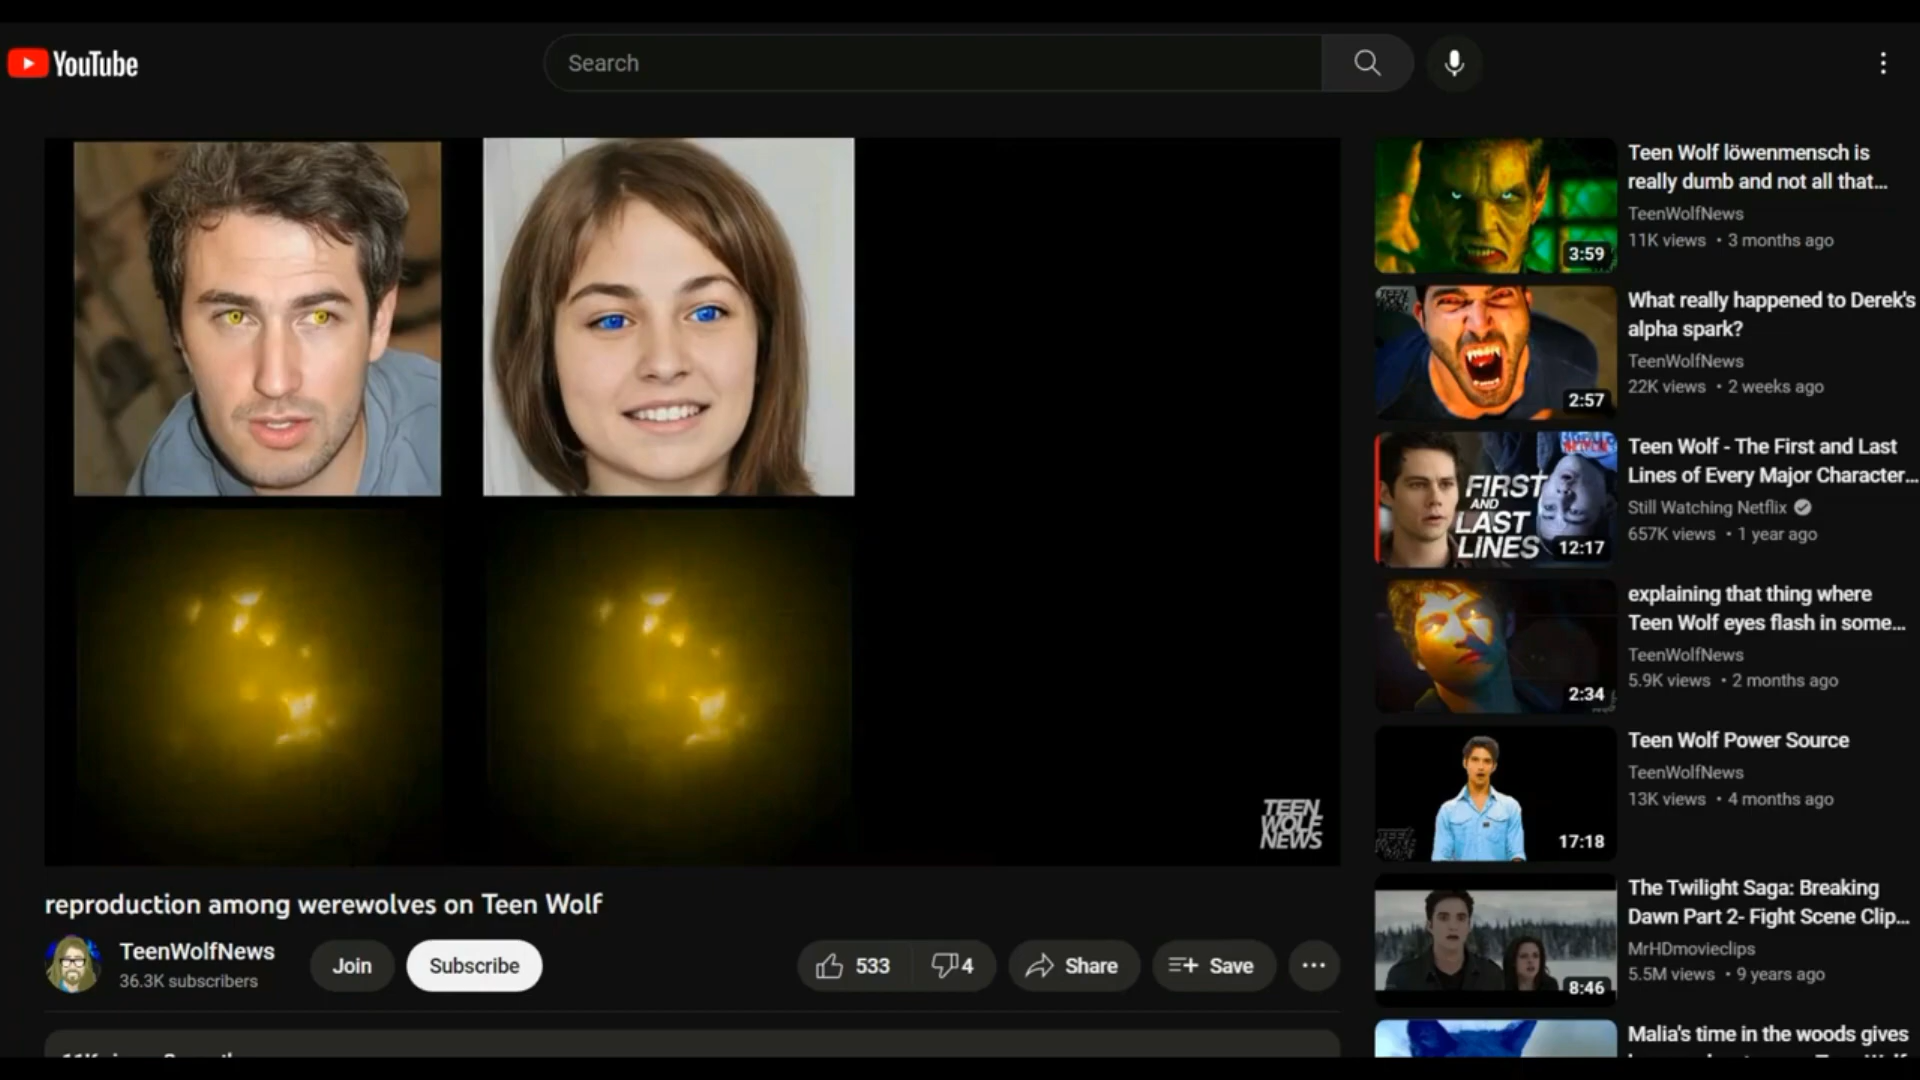 YouTube
Search
TEEN
WOLF
NEWS
reproduction among werewolves on Teen Wolf
TeenWolfNews
36.3K subscribers
Join
Subscribe
533
4
Share
Save
3:59
Teen Wolf löwenmensch is
really dumb and not all that...
TeenWolfNews
11K views • 3 months ago
2:57
What really happened to Derek's
alpha spark?
TeenWolfNews
22K views • 2 weeks ago
FIRST
AND
LAST
LINES
12:17
Teen Wolf - The First and Last
Lines of Every Major Character...
Still Watching Netflix
657K views • 1 year ago
2:34
explaining that thing where
Teen Wolf eyes flash in some...
TeenWolfNews
5.9K views • 2 months ago
17:18
Teen Wolf Power Source
TeenWolfNews
13K views • 4 months ago
8:46
The Twilight Saga: Breaking
Dawn Part 2- Fight Scene Clip...
MrHDmovieclips
5.5M views • 9 years ago
Malia's time in the woods gives